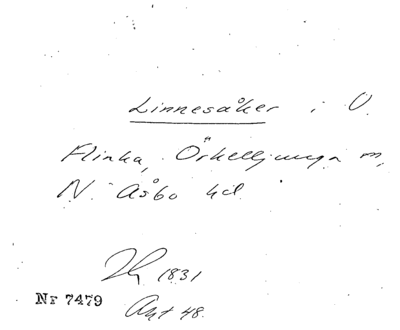 Linnesåker i Ö.
Flinka, Örkelljunga m,
N. Åsbo hd.
1831
Nr 7479
Akt 48.